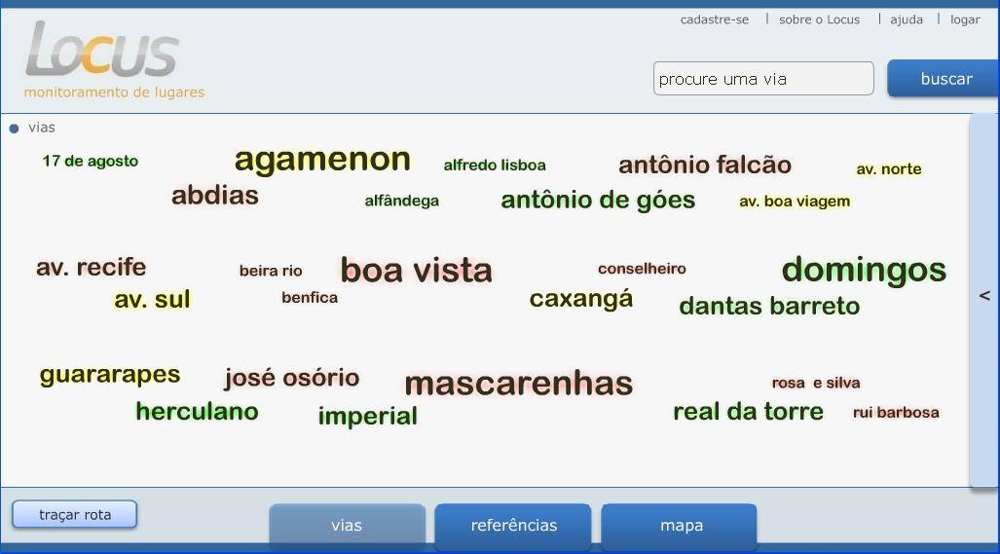 cadastre-se | sobre o Locus | ajuda | logar
Locus
monitoramento de lugares
procure uma via
buscar
vias
17 de agosto agamenon alfredo lisboa antônio falcão av. norte
abdias alfândega antônio de góes av. boa viagem
av. recife beira rio boa vista conselheiro domingos
av. sul benfica caxangá dantas barreto
<
guararapes josé osório mascarenhas rosa e silva
herculano imperial real da torre rui barbosa
traçar rota
vias referências mapa